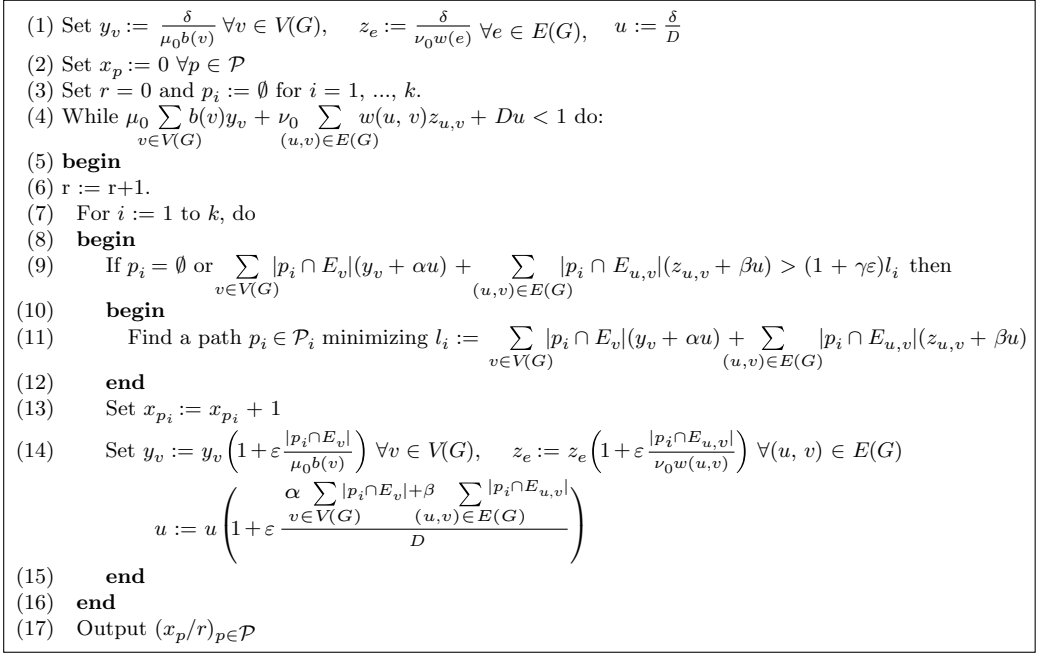 (1) Set y_v := δ/(μ_0 b(v)) ∀v ∈ V(G), z_e := δ/(ν_0 w(e)) ∀e ∈ E(G), u := δ/D
(2) Set x_p := 0 ∀p ∈ 𝒫
(3) Set r = 0 and p_i := ∅ for i = 1, ..., k.
(4) While μ_0 ∑_{v∈V(G)} b(v)y_v + ν_0 ∑_{(u,v)∈E(G)} w(u, v)z_{u,v} + Du < 1 do:
(5) begin
(6) r := r+1.
(7) For i := 1 to k, do
(8) begin
(9) If p_i = ∅ or ∑_{v∈V(G)} |p_i ∩ E_v|(y_v + αu) + ∑_{(u,v)∈E(G)} |p_i ∩ E_{u,v}|(z_{u,v} + βu) > (1 + γε)l_i then
(10) begin
(11) Find a path p_i ∈ 𝒫_i minimizing l_i := ∑_{v∈V(G)} |p_i ∩ E_v|(y_v + αu) + ∑_{(u,v)∈E(G)} |p_i ∩ E_{u,v}|(z_{u,v} + βu)
(12) end
(13) Set x_{p_i} := x_{p_i} + 1
(14) Set y_v := y_v(1 + ε |p_i∩E_v|/(μ_0 b(v))) ∀v ∈ V(G), z_e := z_e(1 + ε |p_i∩E_{u,v}|/(ν_0 w(u,v))) ∀(u, v) ∈ E(G)
u := u(1 + ε (α ∑_{v∈V(G)} |p_i∩E_v| + β ∑_{(u,v)∈E(G)} |p_i∩E_{u,v}|)/D)
(15) end
(16) end
(17) Output (x_p/r)_{p∈𝒫}